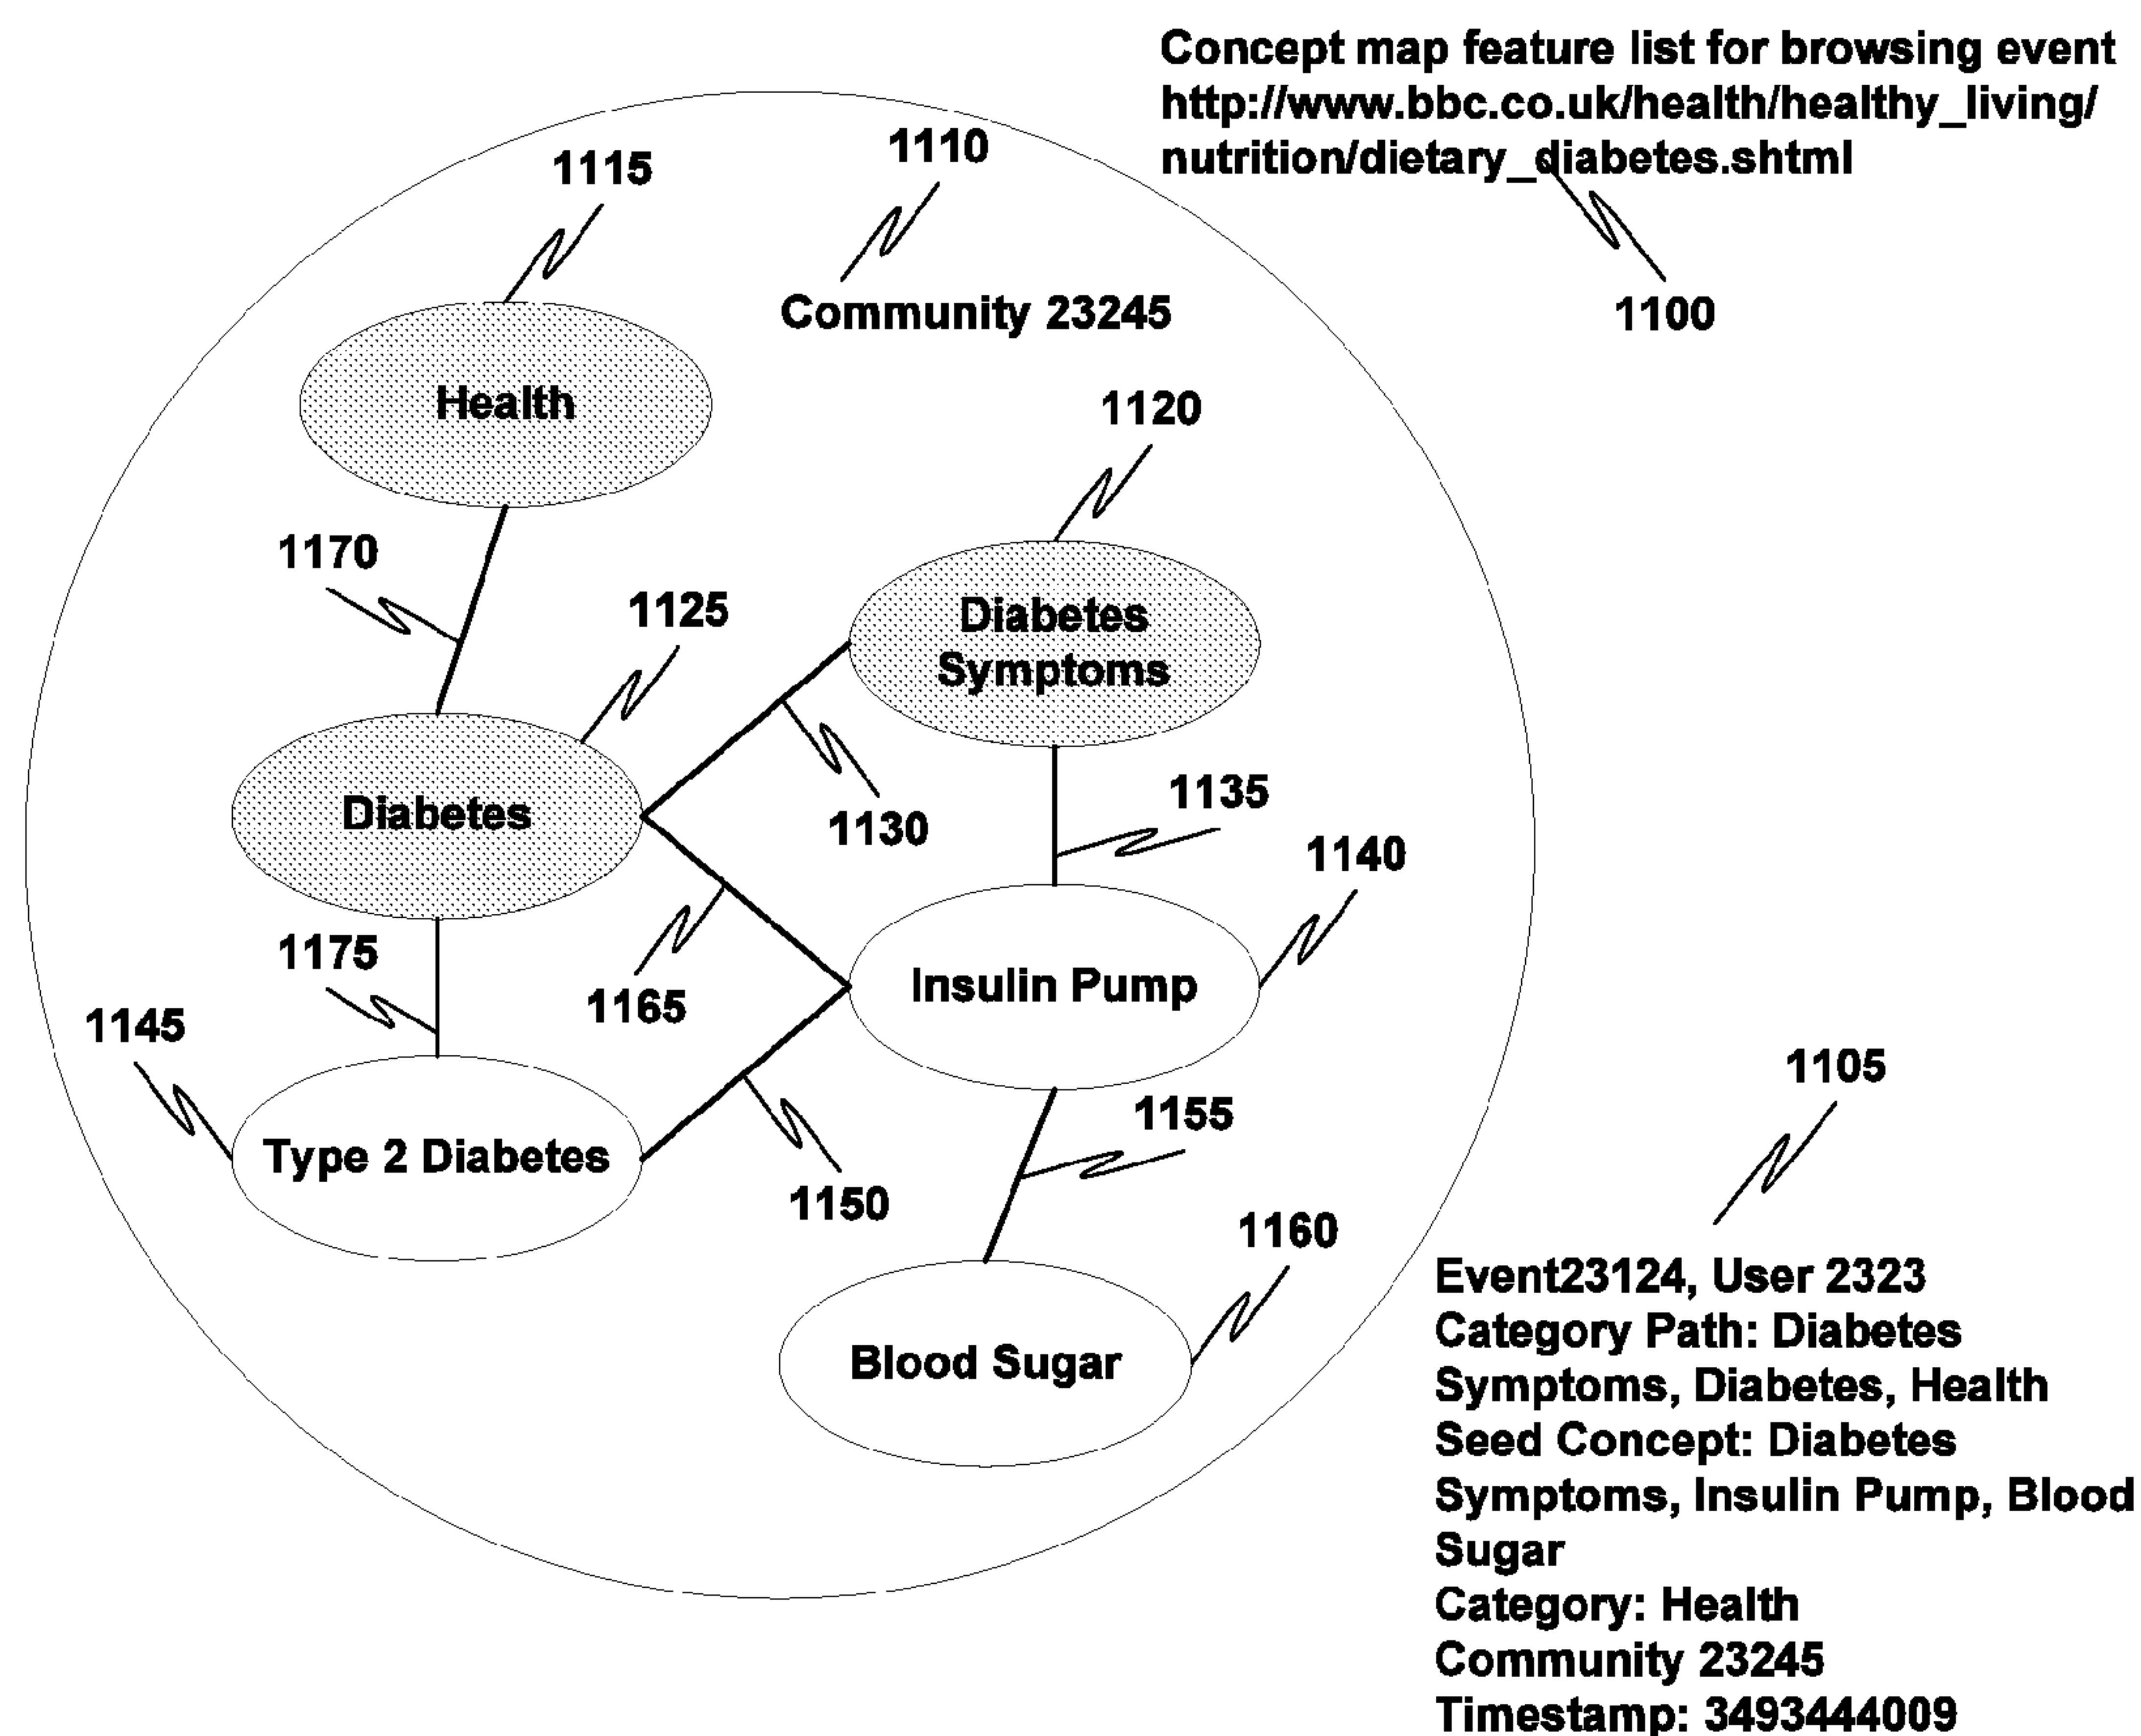 Concept map feature list for browsing event
http://www.bbc.co.uk/health/healthy_living/
nutrition/dietary_diabetes.shtml
1110
1115
Community 23245
1100
Health
1120
1170
1125
Diabetes
Symptoms
1135
Diabetes
1130
1140
1175
Insulin Pump
1165
1145
1105
1155
Type 2 Diabetes
1150
1160
Event23124, User 2323
Category Path: Diabetes
Symptoms, Diabetes, Health
Blood Sugar
Seed Concept: Diabetes
Symptoms, Insulin Pump, Blood
Sugar
Category: Health
Community 23245
Timestamp: 3493444009